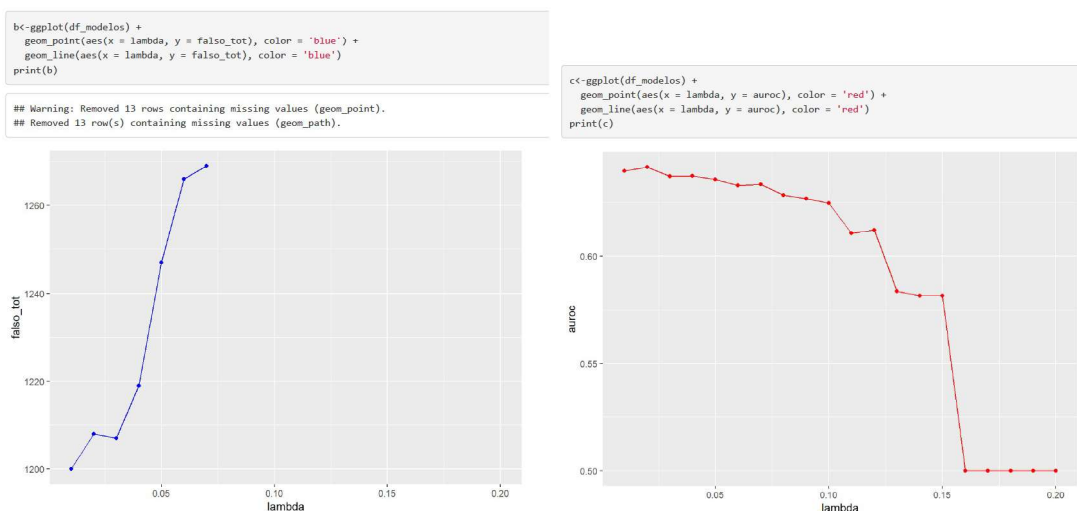 b<-ggplot(df_modelos) +
geom_point(aes(x = lambda, y = falso_tot), color = 'blue') +
geom_line(aes(x = lambda, y = falso_tot), color = 'blue')
print(b)
## Warning: Removed 13 rows containing missing values (geom_point).
## Removed 13 row(s) containing missing values (geom_path).
1260
1240
1220
1200
falso_tot
0.05
0.10
0.15
0.20
lambda
c<-ggplot(df_modelos) +
geom_point(aes(x = lambda, y = auroc), color = 'red') +
geom_line(aes(x = lambda, y = auroc), color = 'red')
print(c)
0.60
0.55
0.50
auroc
0.05
0.10
0.15
0.20
lambda